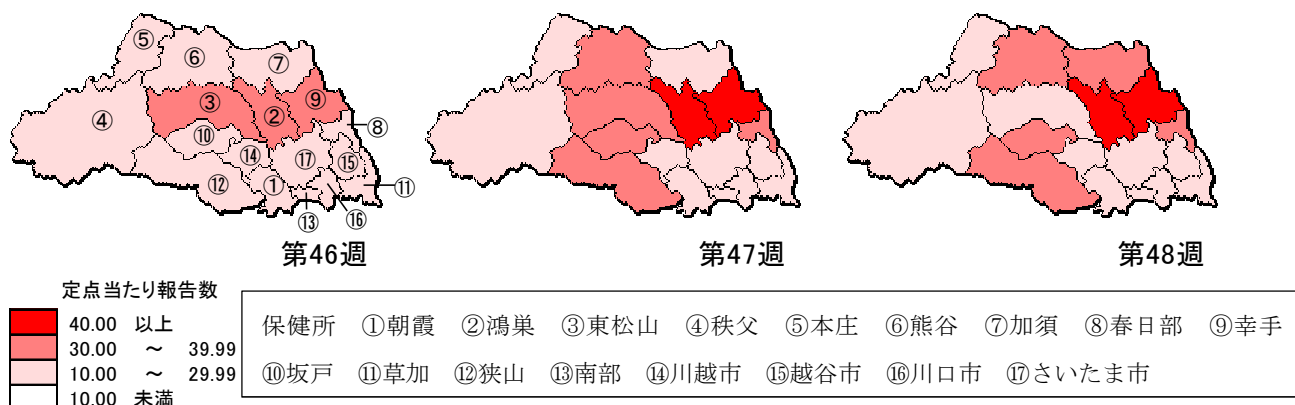 ⑤
⑥
⑦
④
③
②
⑨
⑩
⑭
⑰
⑧
⑮
⑫
①
⑪
⑬
⑯
第46週
第47週
第48週
定点当たり報告数
40.00 以上
30.00 ～ 39.99
10.00 ～ 29.99
10.00 未満
保健所 ①朝霞 ②鴻巣 ③東松山 ④秩父 ⑤本庄 ⑥熊谷 ⑦加須 ⑧春日部 ⑨幸手
⑩坂戸 ⑪草加 ⑫狭山 ⑬南部 ⑭川越市 ⑮越谷市 ⑯川口市 ⑰さいたま市